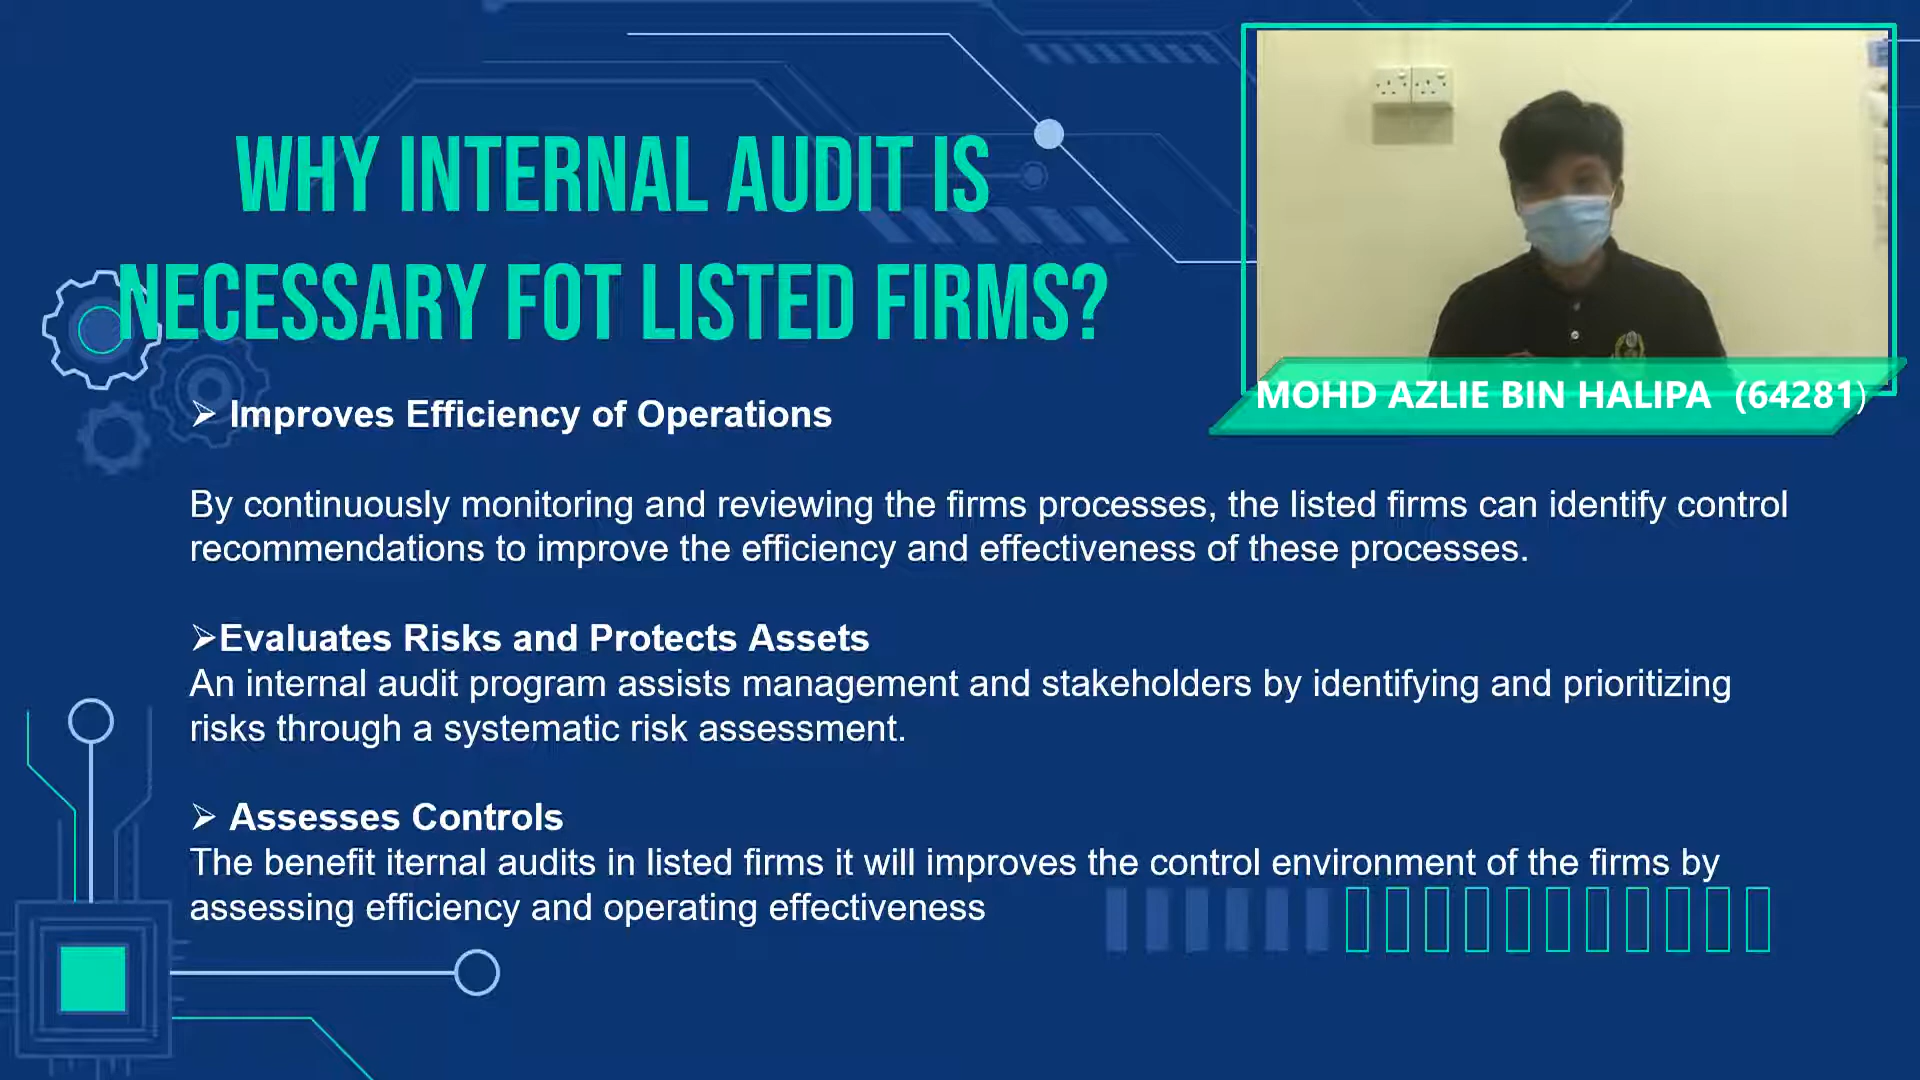 WHY INTERNAL AUDIT IS
NECESSARY FOT LISTED FIRMS?
MOHD AZLIE BIN HALIPA (64281)
➢ Improves Efficiency of Operations
By continuously monitoring and reviewing the firms processes, the listed firms can identify control
recommendations to improve the efficiency and effectiveness of these processes.
➢Evaluates Risks and Protects Assets
An internal audit program assists management and stakeholders by identifying and prioritizing
risks through a systematic risk assessment.
➢ Assesses Controls
The benefit iternal audits in listed firms it will improves the control environment of the firms by
assessing efficiency and operating effectiveness